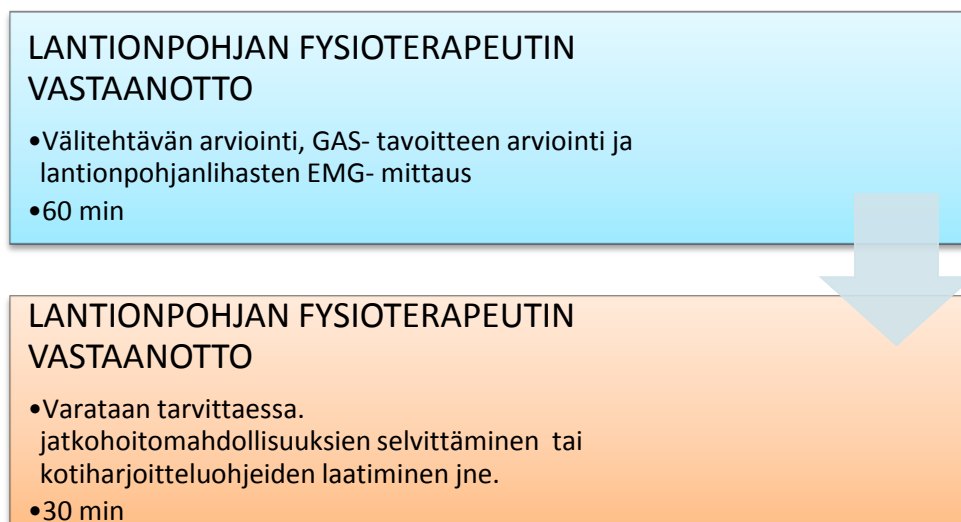 LANTIONPOHJAN FYSIOTERAPEUTIN
VASTAANOTTO
•Välitehtävän arviointi, GAS- tavoitteen arviointi ja
lantionpohjanlihasten EMG- mittaus
•60 min
LANTIONPOHJAN FYSIOTERAPEUTIN
VASTAANOTTO
•Varataan tarvittaessa.
jatkohoitomahdollisuuksien selvittäminen tai
kotiharjoitteluohjeiden laatiminen jne.
•30 min